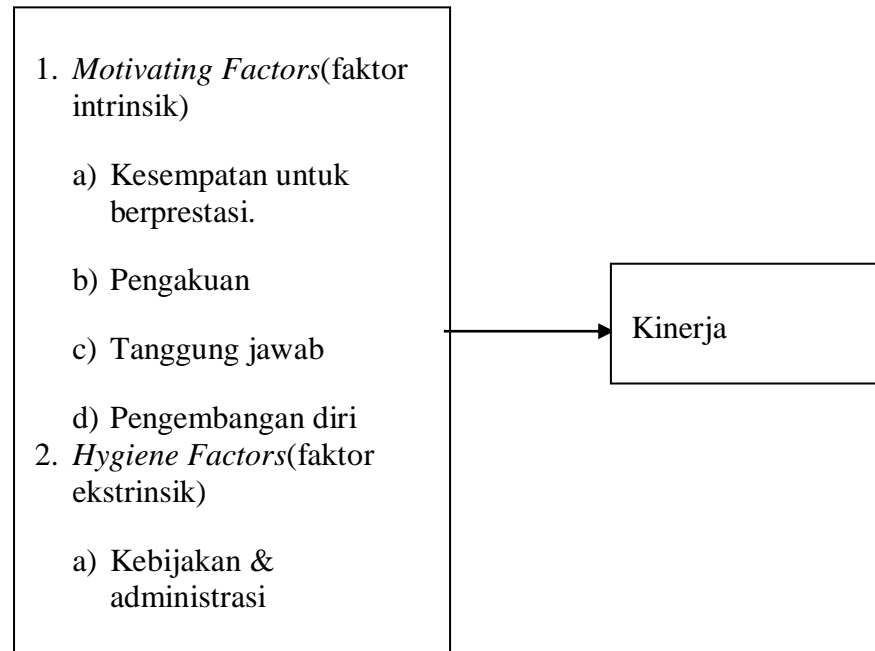 1. Motivating Factors(faktor
intrinsik)
a) Kesempatan untuk
berprestasi.
b) Pengakuan
c) Tanggung jawab
d) Pengembangan diri
2. Hygiene Factors(faktor
ekstrinsik)
a) Kebijakan &
administrasi
Kinerja